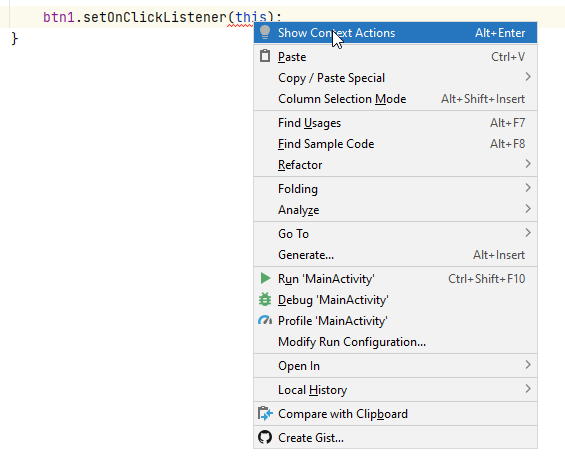 btn1.setOnClickListener(this);
}
Show Context Actions Alt+Enter
Paste Ctrl+V
Copy / Paste Special
Column Selection Mode Alt+Shift+Insert
Find Usages Alt+F7
Find Sample Code Alt+F8
Refactor
Folding
Analyze
Go To
Generate... Alt+Insert
Run 'MainActivity' Ctrl+Shift+F10
Debug 'MainActivity'
Profile 'MainActivity'
Modify Run Configuration...
Open In
Local History
Compare with Clipboard
Create Gist...